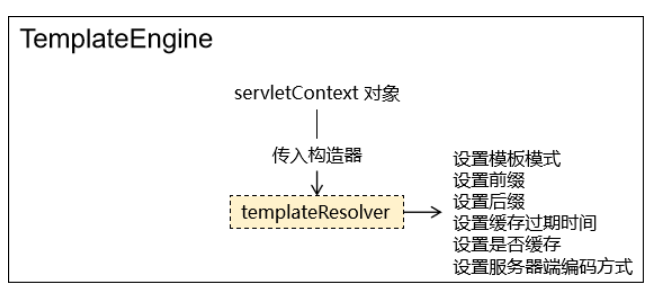 TemplateEngine
servletContext 对象
传入构造器
templateResolver
设置模板模式
设置前缀
设置后缀
设置缓存过期时间
设置是否缓存
设置服务器端编码方式